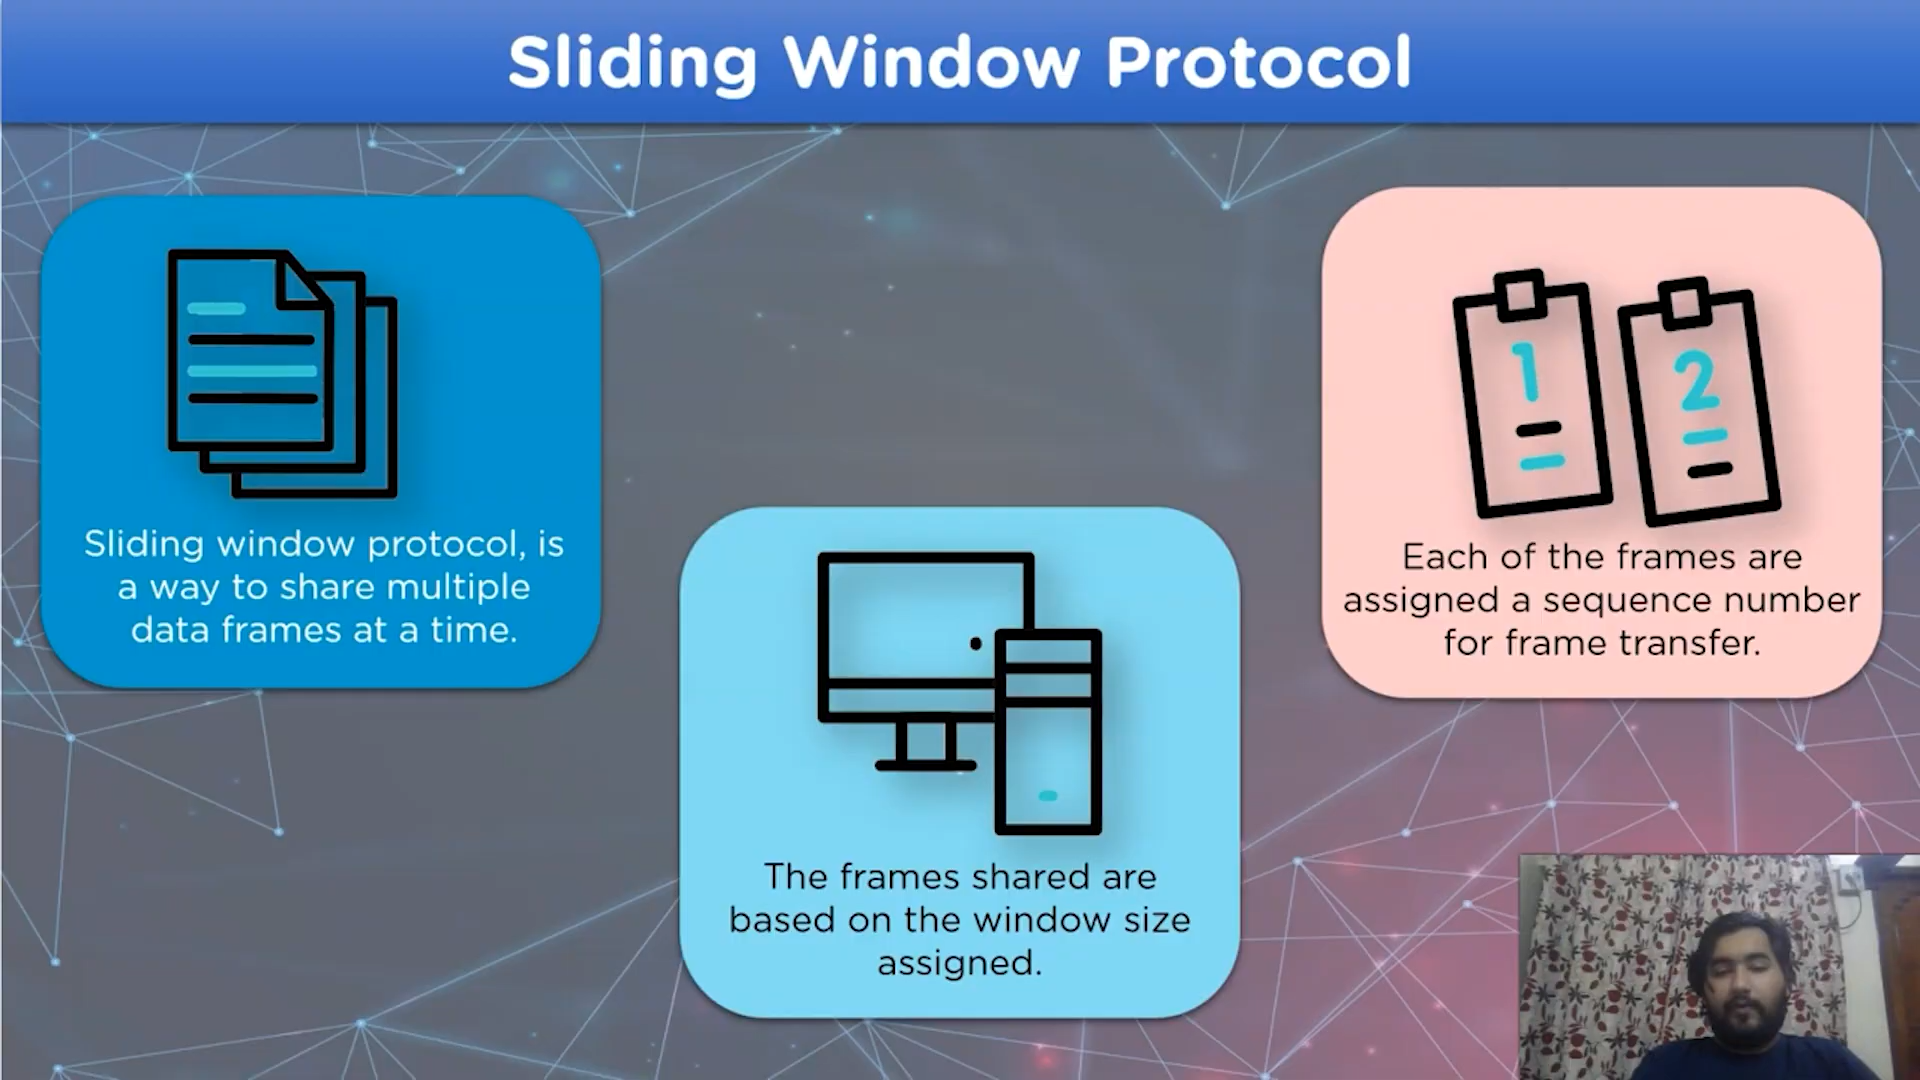 Sliding Window Protocol
Sliding window protocol, is
a way to share multiple
data frames at a time.
The frames shared are
based on the window size
assigned.
1
2
Each of the frames are
assigned a sequence number
for frame transfer.